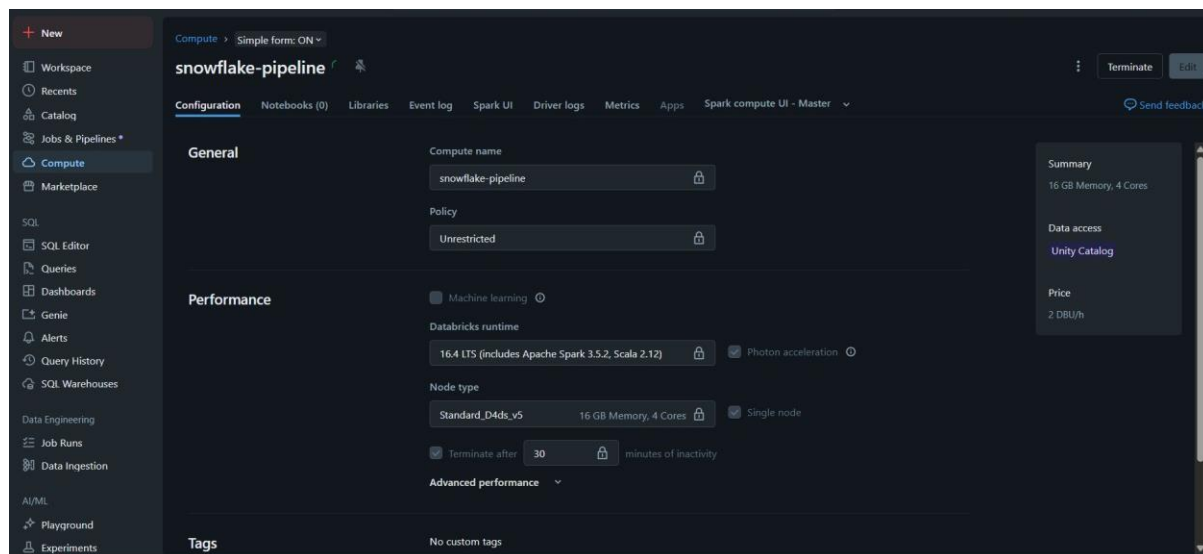 New
Workspace
Recents
Catalog
Jobs & Pipelines
Compute
Marketplace
SQL
SQL Editor
Queries
Dashboards
Genie
Alerts
Query History
SQL Warehouses
Data Engineering
Job Runs
Data Ingestion
AI/ML
Playground
Experiments
Compute › Simple form: ON
snowflake-pipeline
Terminate Edit
Configuration Notebooks (0) Libraries Event log Spark UI Driver logs Metrics Apps Spark compute UI - Master
Send feedback
General
Compute name
snowflake-pipeline
Policy
Unrestricted
Performance
Machine learning
Databricks runtime
16.4 LTS (includes Apache Spark 3.5.2, Scala 2.12) Photon acceleration
Node type
Standard_D4ds_v5 16 GB Memory, 4 Cores Single node
Terminate after 30 minutes of inactivity
Advanced performance
Tags
No custom tags
Summary
16 GB Memory, 4 Cores
Data access
Unity Catalog
Price
2 DBU/h